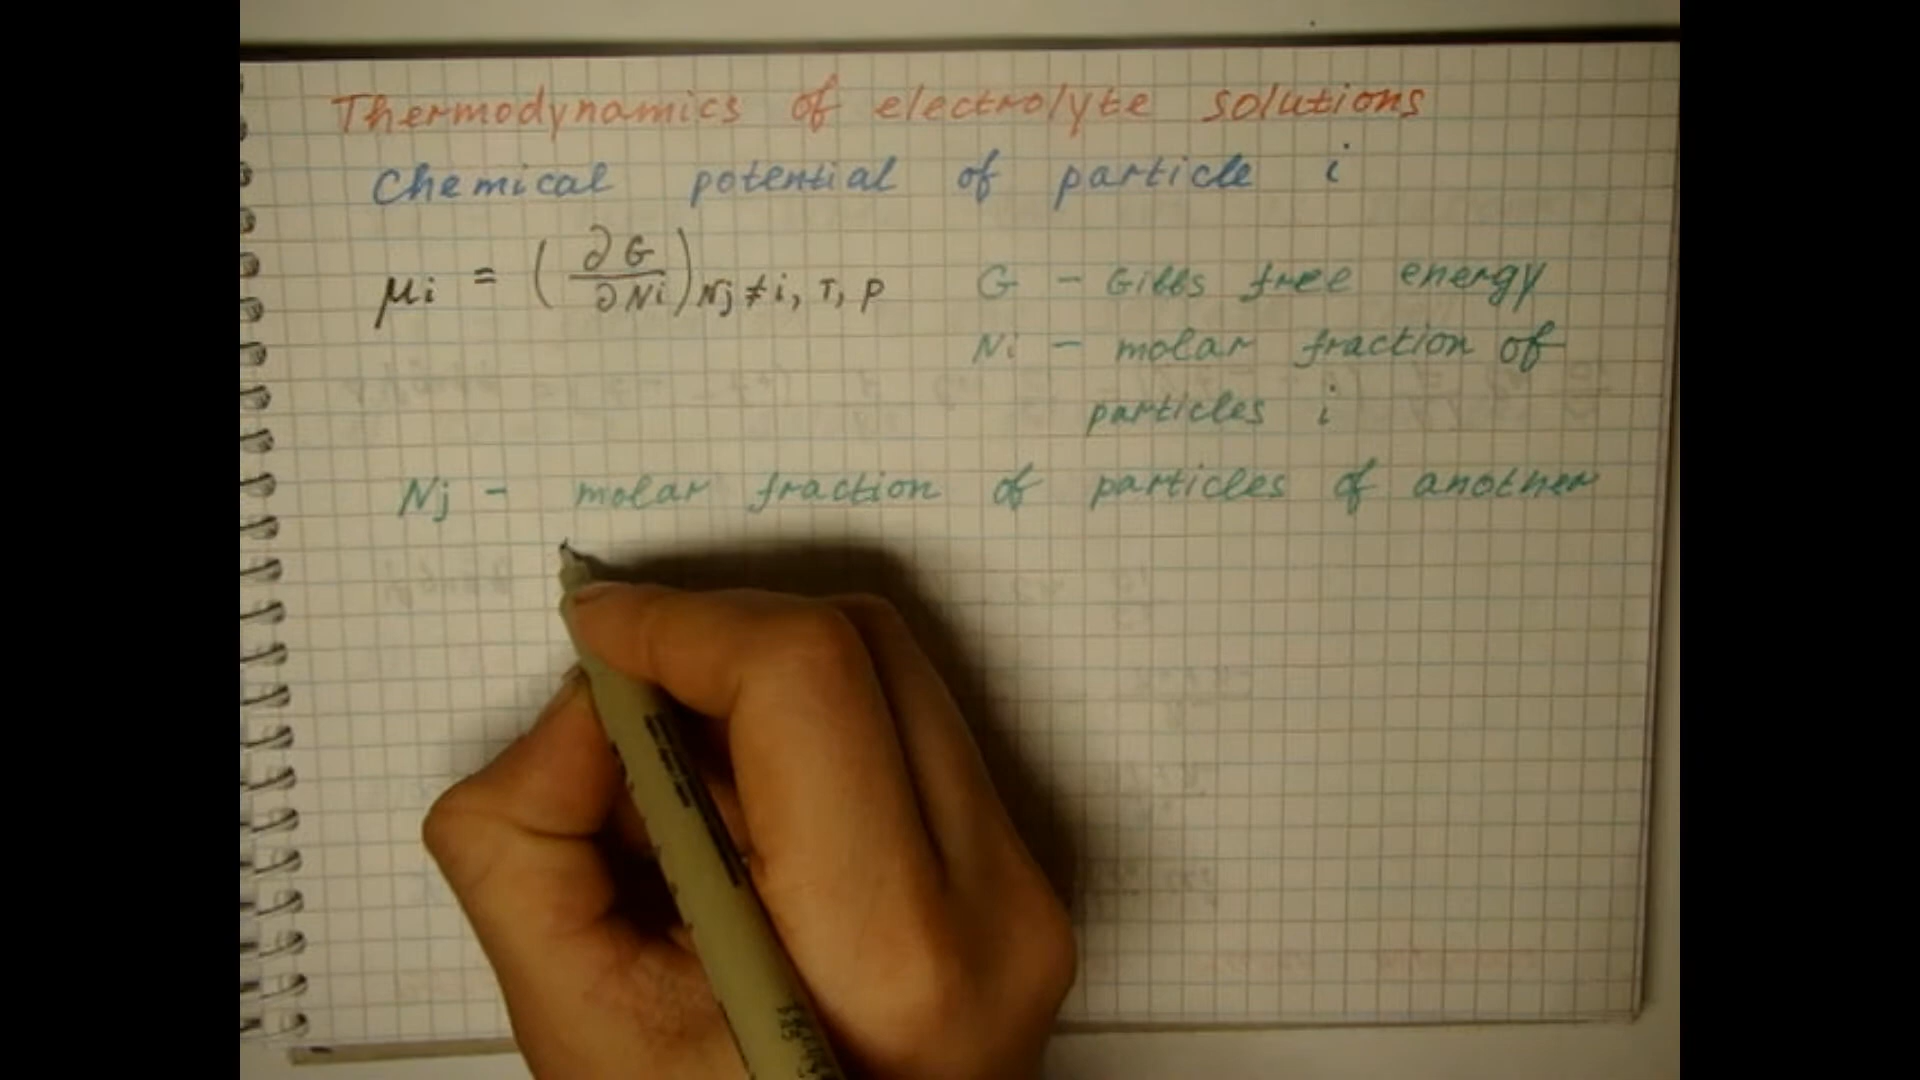 Thermodynamics of electrolyte solutions
Chemical potential of particle i
μi = (∂G/∂Ni)Nj≠i, T, P
G - Gibbs free energy
Ni - molar fraction of
particles i
Nj - molar fraction of particles of another